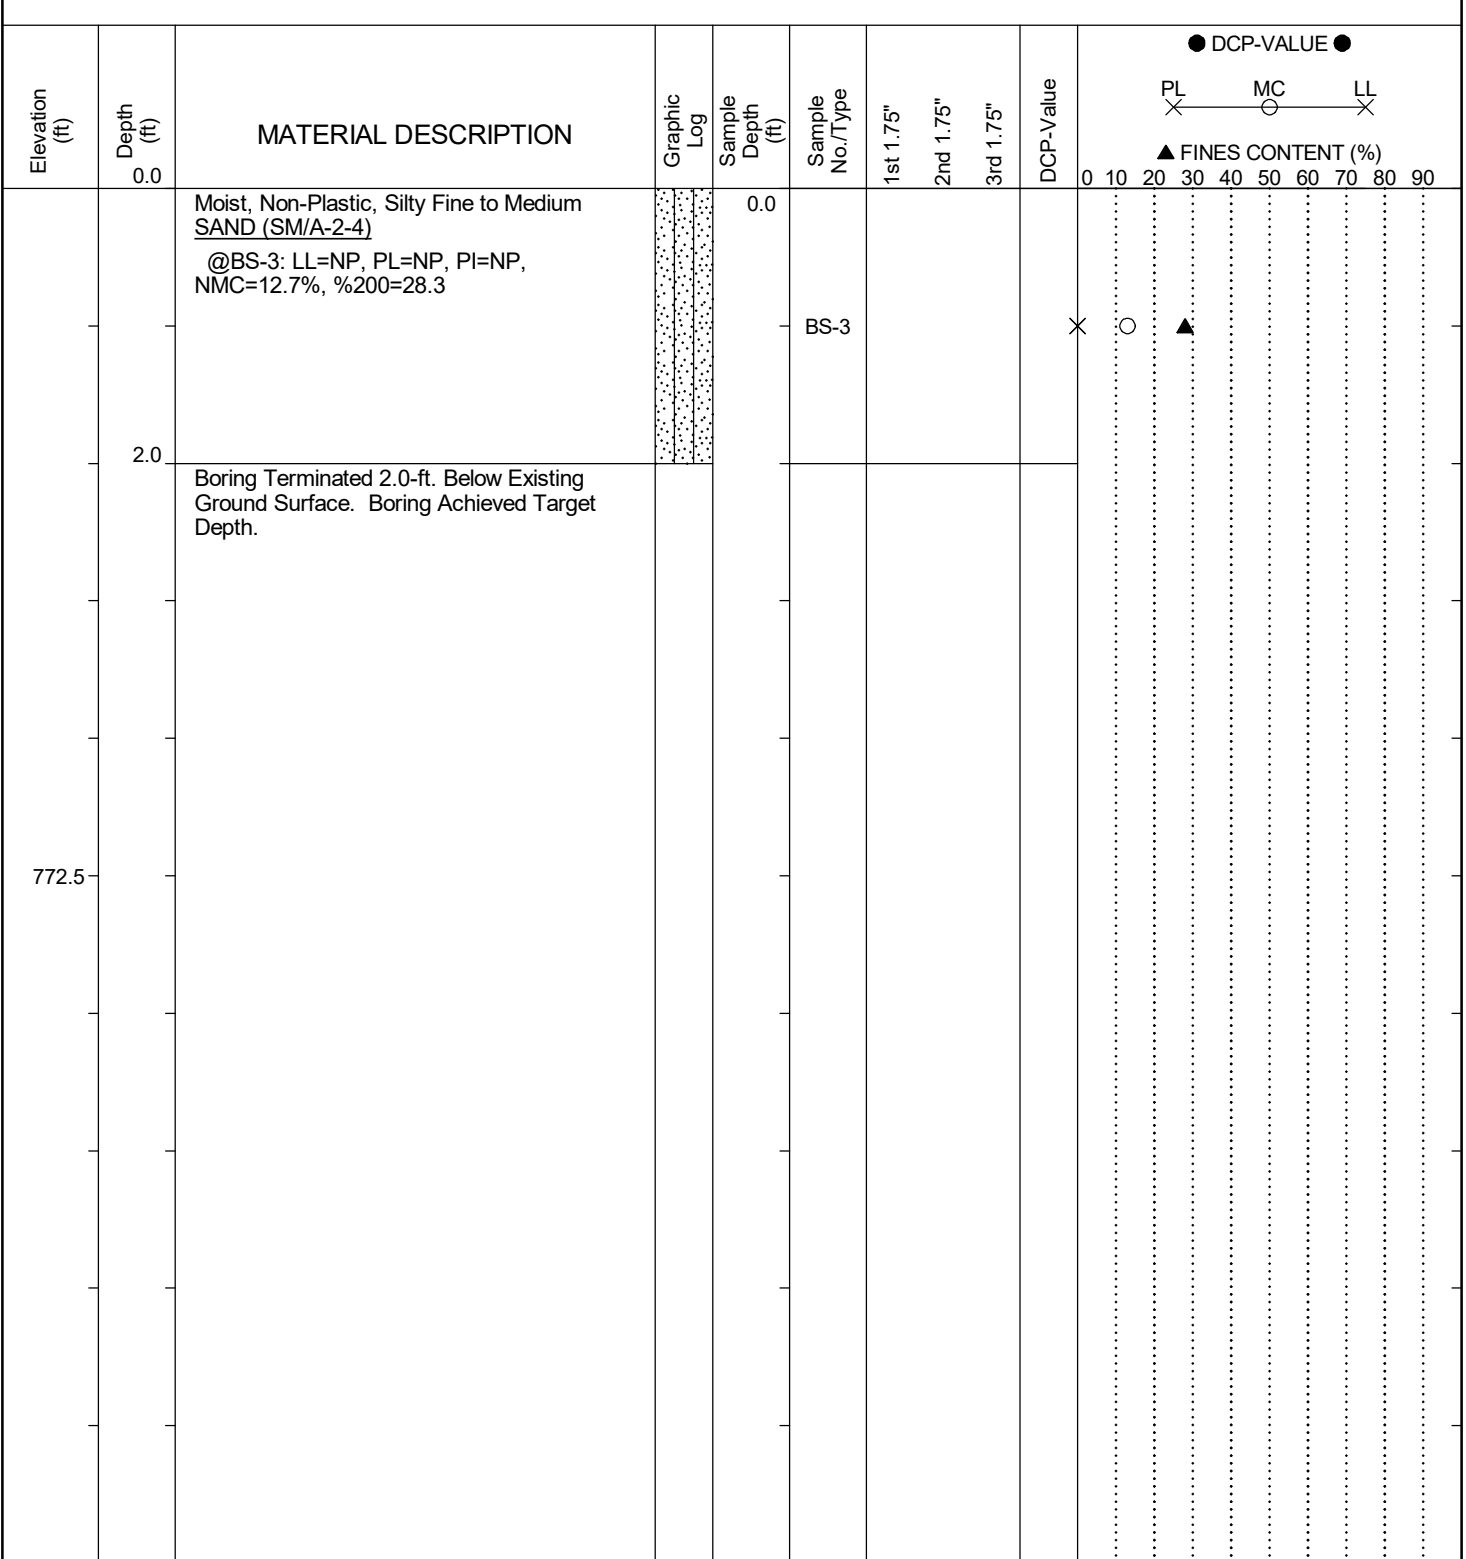 ● DCP-VALUE ●
Elevation
(ft)
Depth
(ft)
0.0
MATERIAL DESCRIPTION
Graphic
Log
Sample
Depth
(ft)
Sample
No./Type
1st 1.75"
2nd 1.75"
3rd 1.75"
DCP-Value
PL MC LL
▲ FINES CONTENT (%)
0 10 20 30 40 50 60 70 80 90
Moist, Non-Plastic, Silty Fine to Medium
SAND (SM/A-2-4)
@BS-3: LL=NP, PL=NP, PI=NP,
NMC=12.7%, %200=28.3
0.0
BS-3
2.0
Boring Terminated 2.0-ft. Below Existing
Ground Surface. Boring Achieved Target
Depth.
772.5